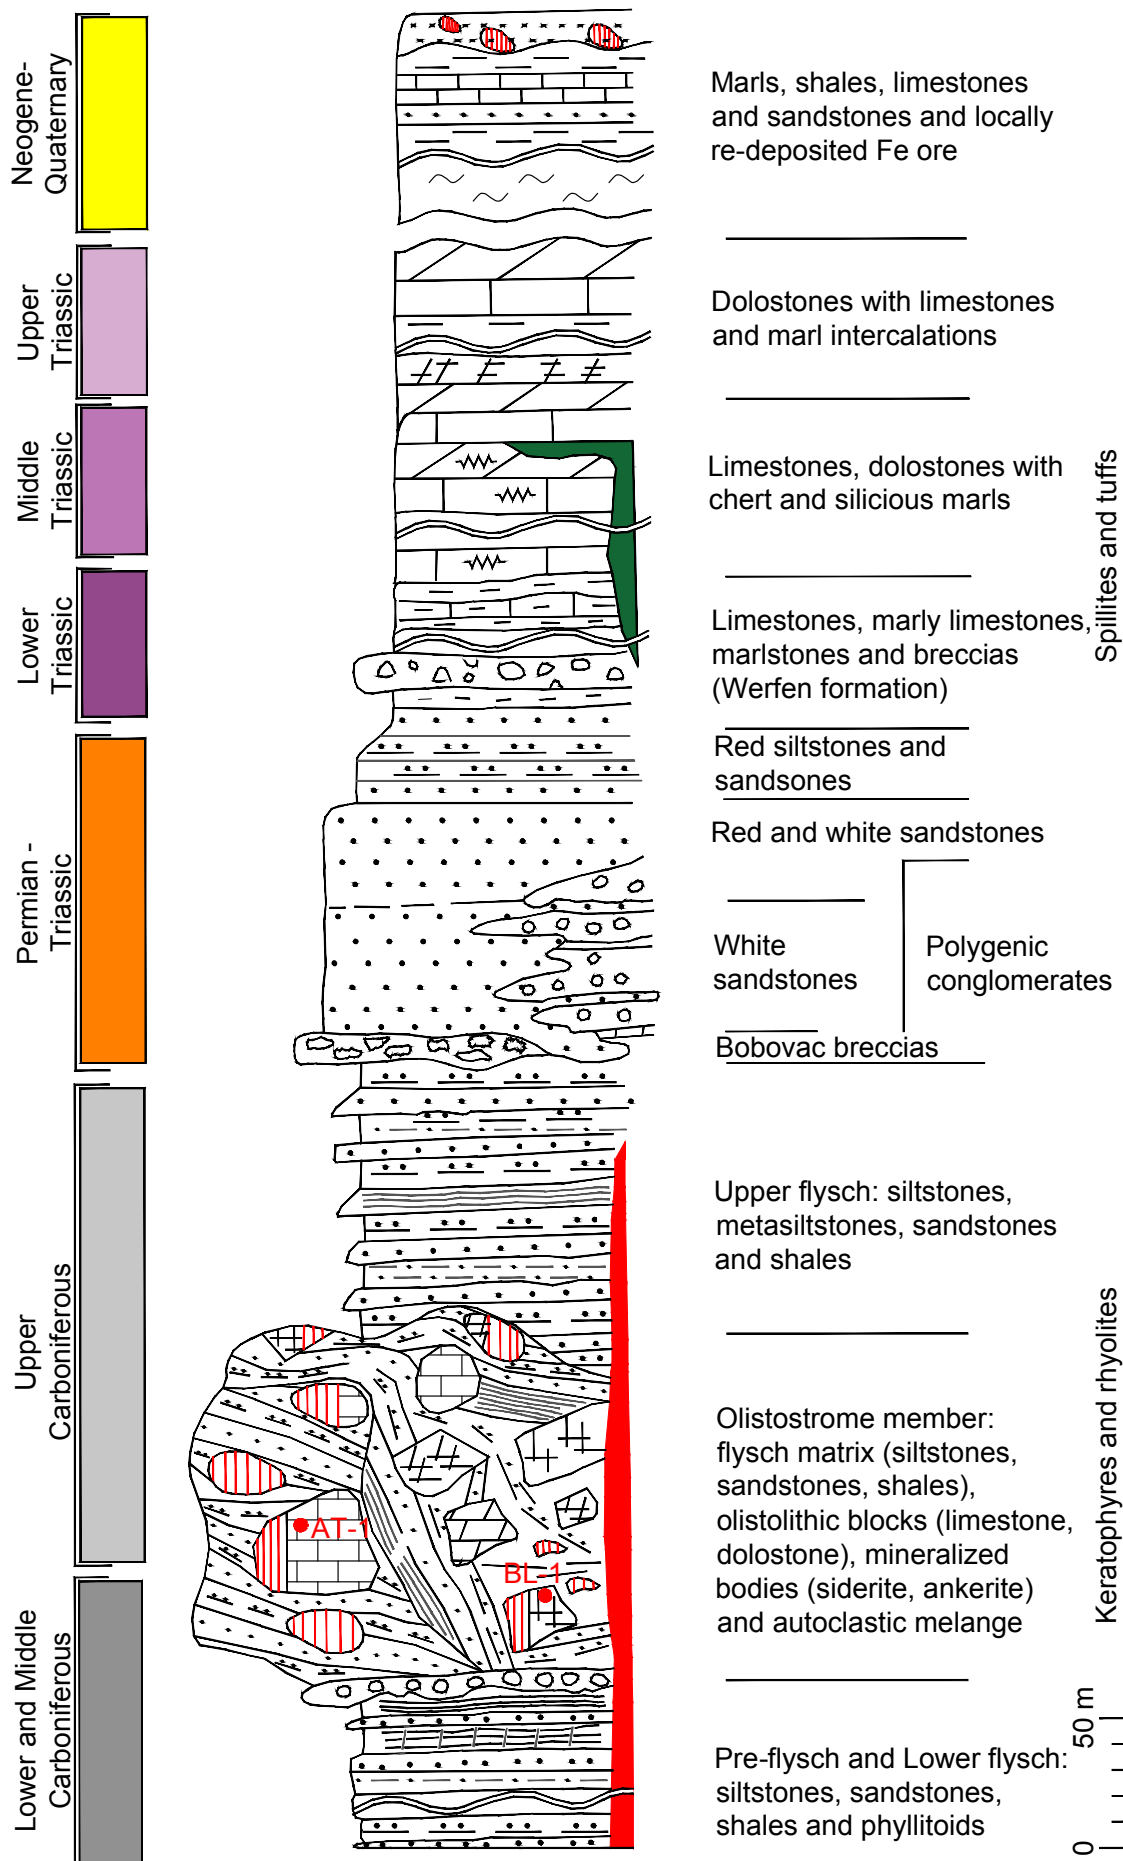 Neogene-
Quaternary
Marls, shales, limestones
and sandstones and locally
re-deposited Fe ore
Upper
Triassic
Dolostones with limestones
and marl intercalations
Middle
Triassic
Limestones, dolostones with
chert and silicious marls
Spillites and tuffs
Lower
Triassic
Limestones, marly limestones,
marlstones and breccias
(Werfen formation)
Permian -
Triassic
Red siltstones and
sandsones
Red and white sandstones
White
sandstones
Polygenic
conglomerates
Bobovac breccias
Upper
Carboniferous
Upper flysch: siltstones,
metasiltstones, sandstones
and shales
Keratophyres and rhyolites
Olistostrome member:
flysch matrix (siltstones,
sandstones, shales),
olistolithic blocks (limestone,
dolostone), mineralized
bodies (siderite, ankerite)
and autoclastic melange
AT-1
BL-1
Lower and Middle
Carboniferous
Pre-flysch and Lower flysch:
siltstones, sandstones,
shales and phyllitoids
50 m
0